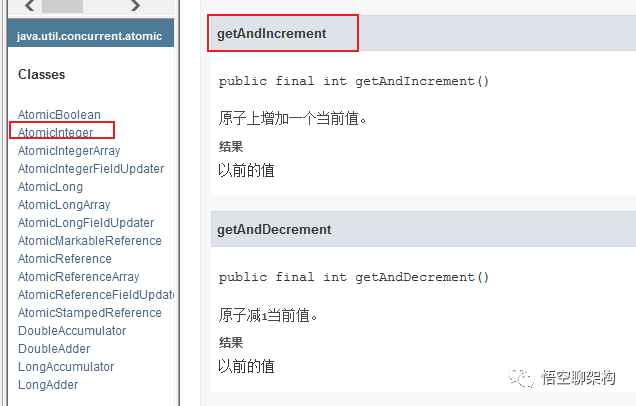 java.util.concurrent.atomic
Classes
AtomicBoolean
AtomicInteger
AtomicIntegerArray
AtomicIntegerFieldUpdater
AtomicLong
AtomicLongArray
AtomicLongFieldUpdater
AtomicMarkableReference
AtomicReference
AtomicReferenceArray
AtomicReferenceFieldUpdate
AtomicStampedReference
DoubleAccumulator
DoubleAdder
LongAccumulator
LongAdder
getAndIncrement
public final int getAndIncrement()
原子上增加一个当前值。
结果
以前的值
getAndDecrement
public final int getAndDecrement()
原子减1当前值。
结果
以前的值
悟空聊架构